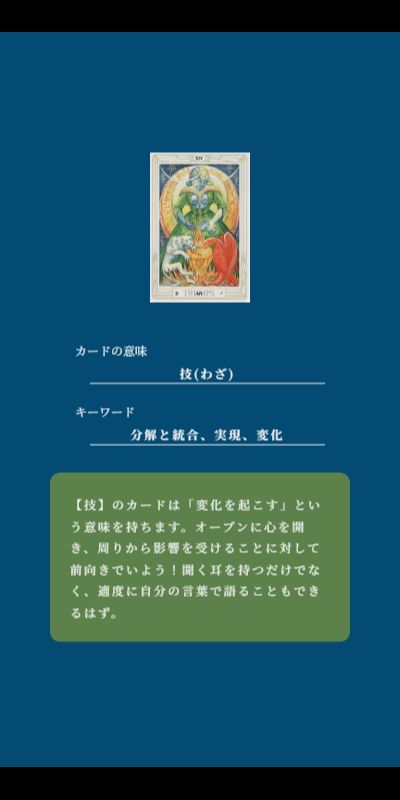 XIV
カードの意味
技(わざ)
キーワード
分解と統合、実現、変化
【技】のカードは「変化を起こす」とい
う意味を持ちます。オープンに心を開
き、周りから影響を受けることに対して
前向きでいよう！聞く耳を持つだけでな
く、適度に自分の言葉で語ることもでき
るはず。